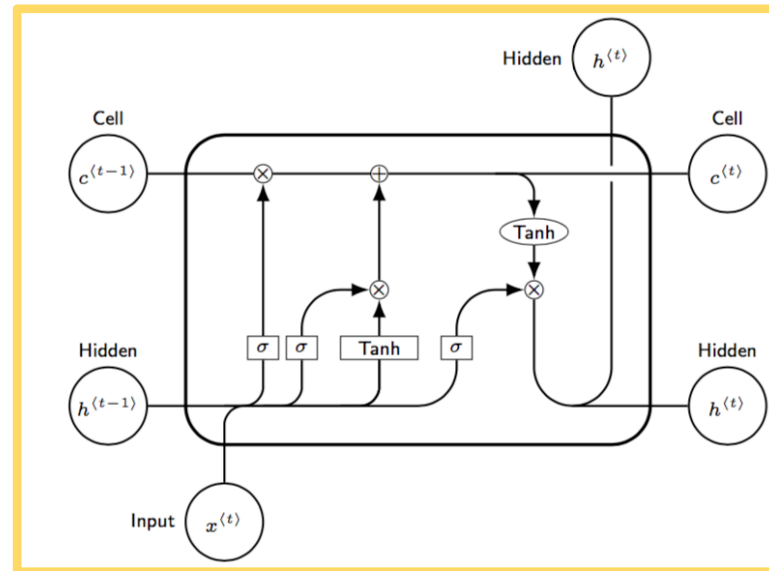 Hidden h⟨t⟩
Cell Cell
c⟨t−1⟩ × + c⟨t⟩
Tanh
× ×
Hidden Hidden
σ σ Tanh σ
h⟨t−1⟩ h⟨t⟩
Input x⟨t⟩